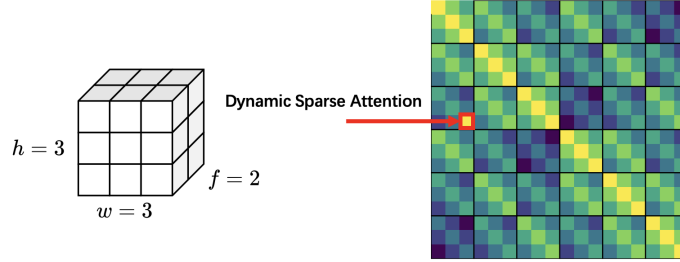 Dynamic Sparse Attention
h = 3
f = 2
w = 3